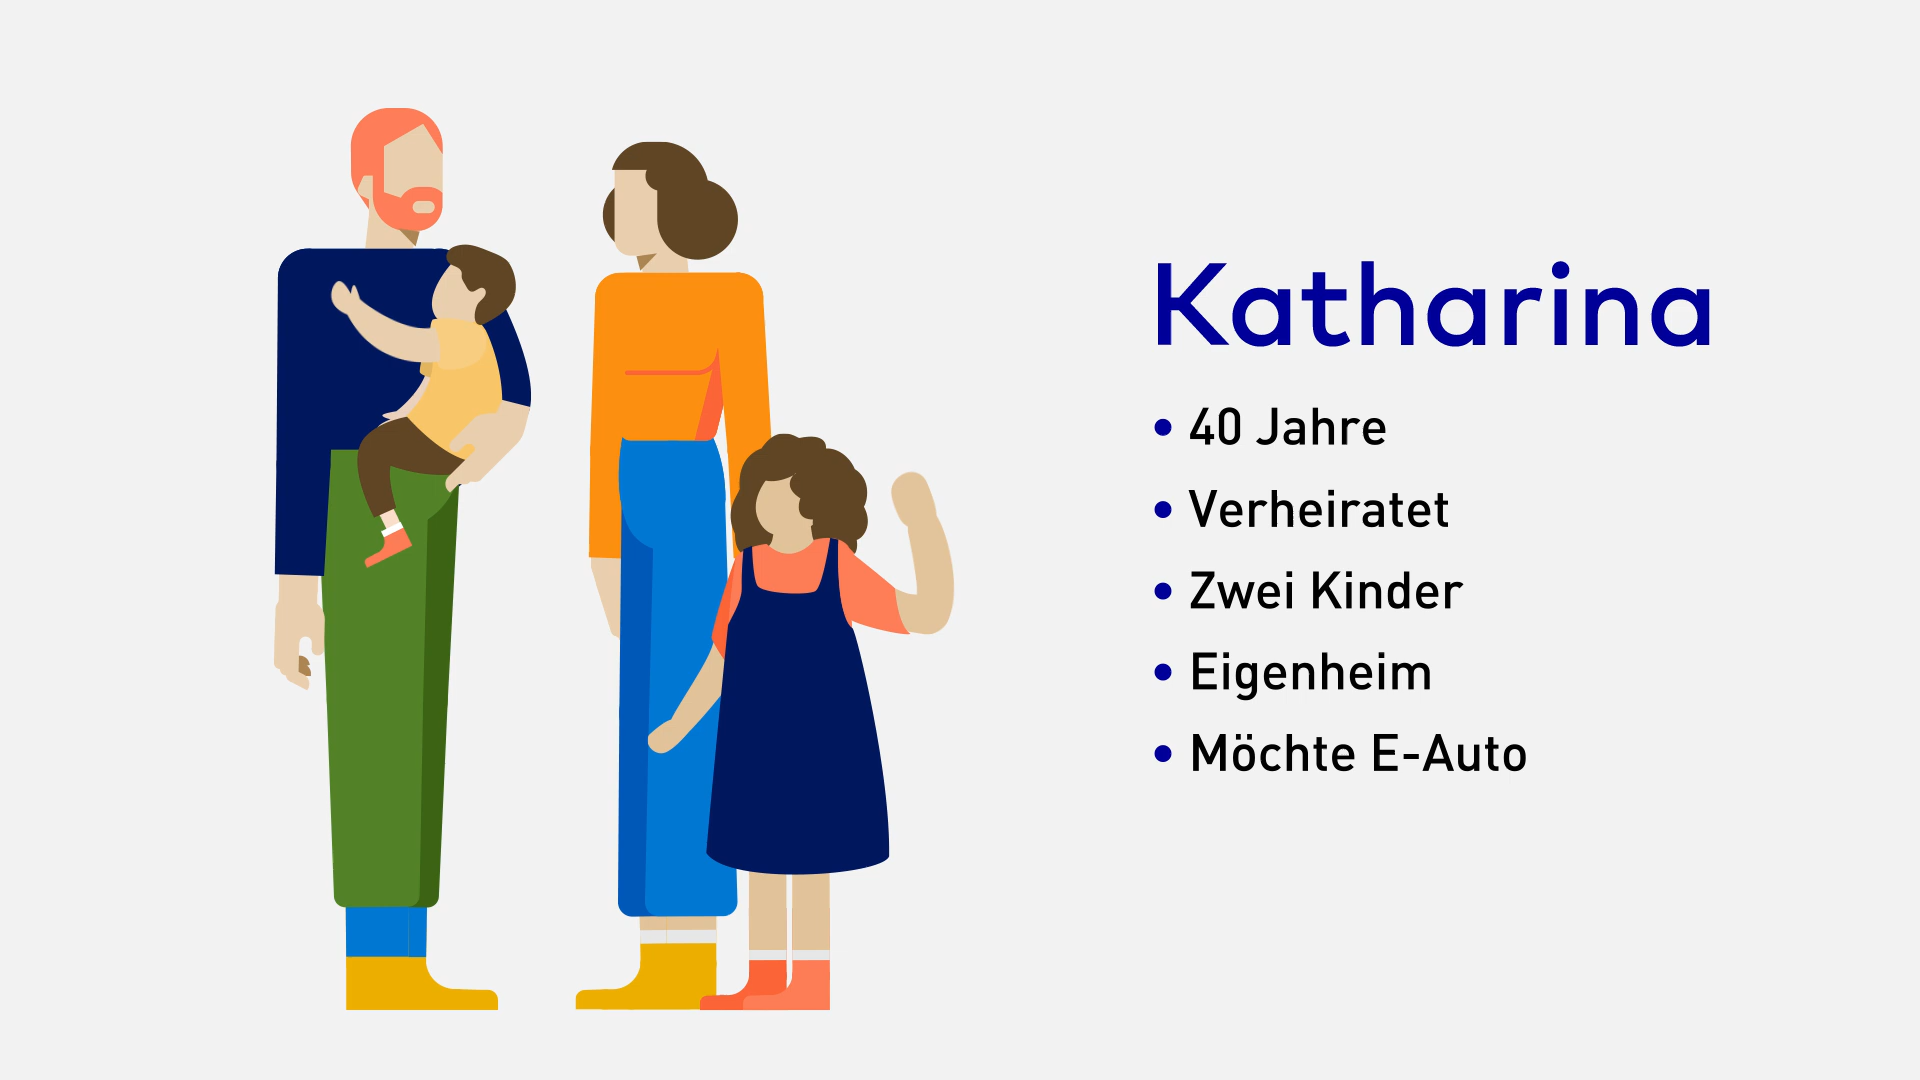 Katharina
• 40 Jahre
• Verheiratet
• Zwei Kinder
• Eigenheim
• Möchte E-Auto